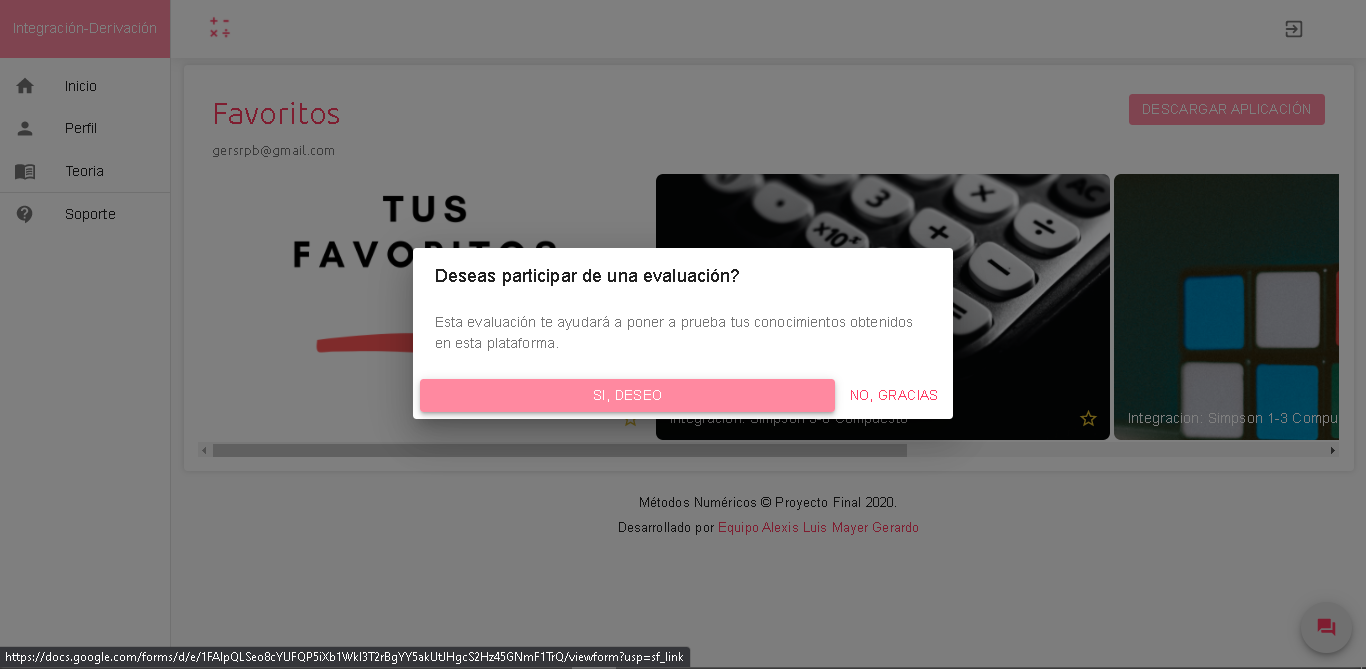 Integración-Derivación
Inicio
Perfil
Teoria
Soporte
Favoritos
DESCARGAR APLICACIÓN
gersrpb@gmail.com
TUS
FAVORITOS
Deseas participar de una evaluación?
Esta evaluación te ayudará a poner a prueba tus conocimientos obtenidos
en esta plataforma.
SI, DESEO
NO, GRACIAS
Integracion: Simpson 3-8 Compuesto
Integracion: Simpson 1-3 Compu
Métodos Numéricos © Proyecto Final 2020.
Desarrollado por Equipo Alexis Luis Mayer Gerardo
https://docs.google.com/forms/d/e/1FAIpQLSeo8cYUFQP5iXb1WkI3T2rBgYY5akUtJHgcS2Hz45GNmF1TrQ/viewform?usp=sf_link